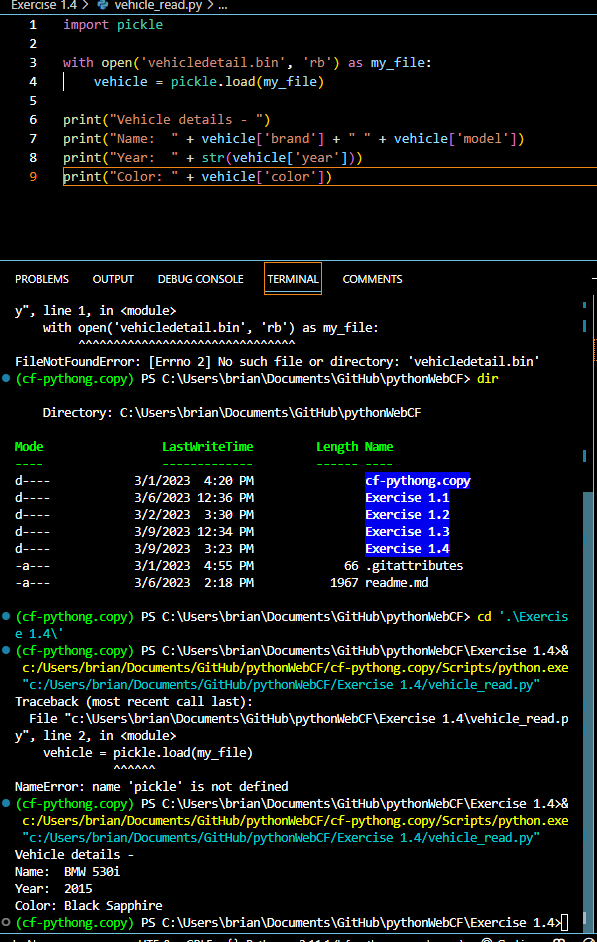 Exercise 1.4 > vehicle_read.py > ...
1 import pickle
2
3 with open('vehicledetail.bin', 'rb') as my_file:
4     vehicle = pickle.load(my_file)
5
6 print("Vehicle details - ")
7 print("Name:  " + vehicle['brand'] + " " + vehicle['model'])
8 print("Year:  " + str(vehicle['year']))
9 print("Color: " + vehicle['color'])
PROBLEMS OUTPUT DEBUG CONSOLE TERMINAL COMMENTS
y", line 1, in <module>
    with open('vehicledetail.bin', 'rb') as my_file:
         ^^^^^^^^^^^^^^^^^^^^^^^^^^^^^
FileNotFoundError: [Errno 2] No such file or directory: 'vehicledetail.bin'
(cf-pythong.copy) PS C:\Users\brian\Documents\GitHub\pythonWebCF> dir
    Directory: C:\Users\brian\Documents\GitHub\pythonWebCF
Mode                 LastWriteTime         Length Name
----                 -------------         ------ ----
d----            3/1/2023  4:20 PM                cf-pythong.copy
d----            3/6/2023 12:36 PM                Exercise 1.1
d----            3/2/2023  3:30 PM                Exercise 1.2
d----            3/9/2023 12:34 PM                Exercise 1.3
d----            3/9/2023  3:23 PM                Exercise 1.4
-a---            3/1/2023  4:55 PM             66 .gitattributes
-a---            3/6/2023  2:18 PM           1967 readme.md
(cf-pythong.copy) PS C:\Users\brian\Documents\GitHub\pythonWebCF> cd '.\Exercis
e 1.4\'
(cf-pythong.copy) PS C:\Users\brian\Documents\GitHub\pythonWebCF\Exercise 1.4>&
 c:/Users/brian/Documents/GitHub/pythonWebCF/cf-pythong.copy/Scripts/python.exe
 "c:/Users/brian/Documents/GitHub/pythonWebCF/Exercise 1.4/vehicle_read.py"
Traceback (most recent call last):
  File "c:\Users\brian\Documents\GitHub\pythonWebCF\Exercise 1.4\vehicle_read.p
y", line 2, in <module>
    vehicle = pickle.load(my_file)
              ^^^^^^
NameError: name 'pickle' is not defined
(cf-pythong.copy) PS C:\Users\brian\Documents\GitHub\pythonWebCF\Exercise 1.4>&
 c:/Users/brian/Documents/GitHub/pythonWebCF/cf-pythong.copy/Scripts/python.exe
 "c:/Users/brian/Documents/GitHub/pythonWebCF/Exercise 1.4/vehicle_read.py"
Vehicle details -
Name:  BMW 530i
Year:  2015
Color: Black Sapphire
(cf-pythong.copy) PS C:\Users\brian\Documents\GitHub\pythonWebCF\Exercise 1.4>